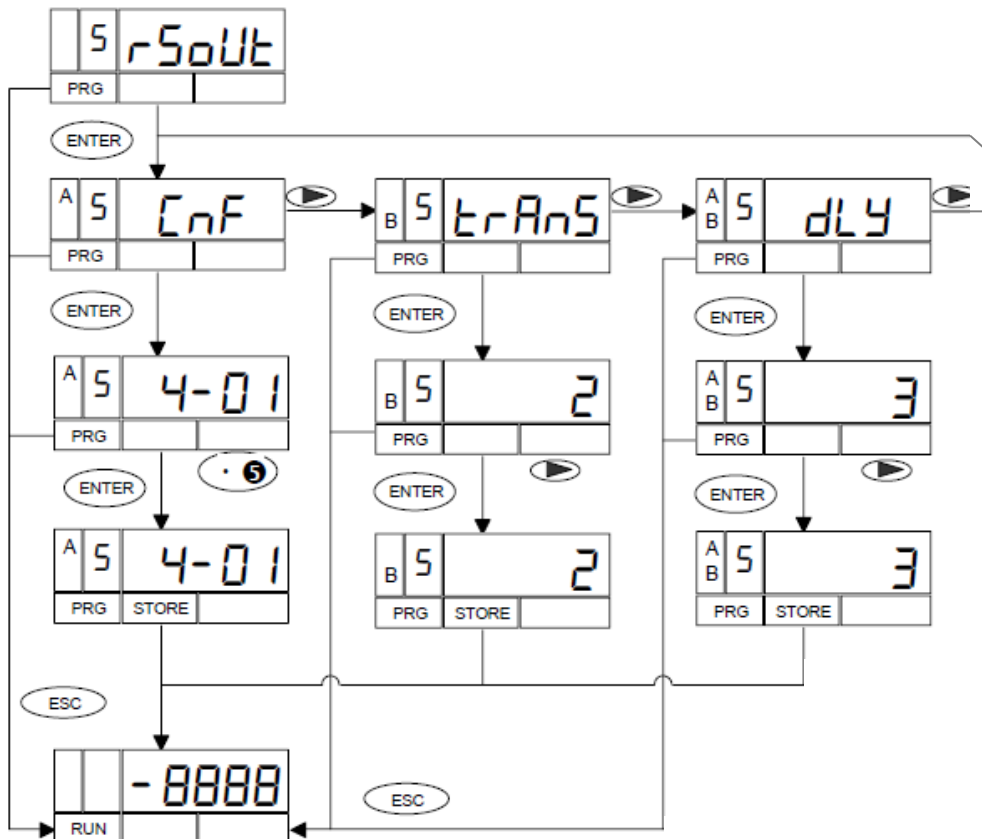 5 rSoUt
PRG
ENTER
A 5 CnF
PRG
B 5 trAnS
PRG
A B 5 dLY
PRG
ENTER
ENTER
ENTER
A 5 4-01
PRG
B 5 2
PRG
A B 5 3
PRG
· 5
ENTER
ENTER
ENTER
A 5 4-01
PRG STORE
B 5 2
PRG STORE
A B 5 3
PRG STORE
ESC
-8888
RUN
ESC